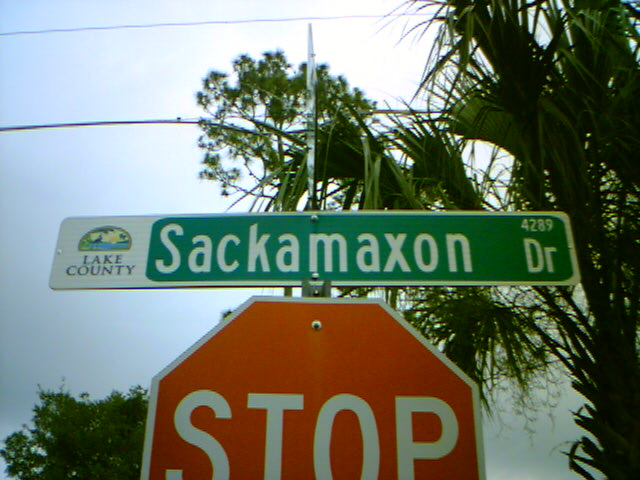 Sackamaxon Dr 4289
LAKE
COUNTY
STOP